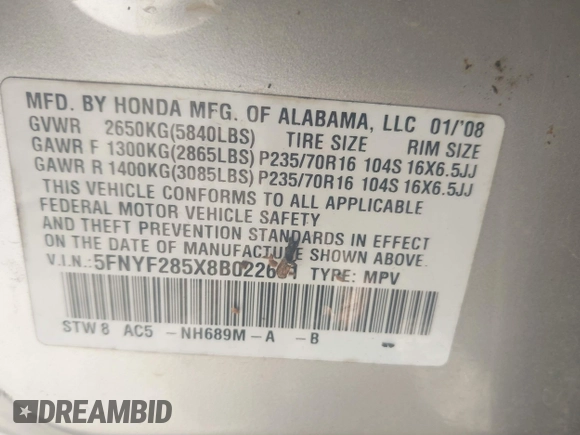 MFD. BY HONDA MFG. OF ALABAMA, LLC 01/'08
GVWR 2650KG(5840LBS) TIRE SIZE RIM SIZE
GAWR F 1300KG(2865LBS) P235/70R16 104S 16X6.5JJ
GAWR R 1400KG(3085LBS) P235/70R16 104S 16X6.5JJ
THIS VEHICLE CONFORMS TO ALL APPLICABLE
FEDERAL MOTOR VEHICLE SAFETY
AND THEFT PREVENTION STANDARDS IN EFFECT
ON THE DATE OF MANUFACTURE SHOWN ABOVE.
V.I.N.: TYPE: MPV
STW8 AC5 -NH689M-A -B
DREAMBID